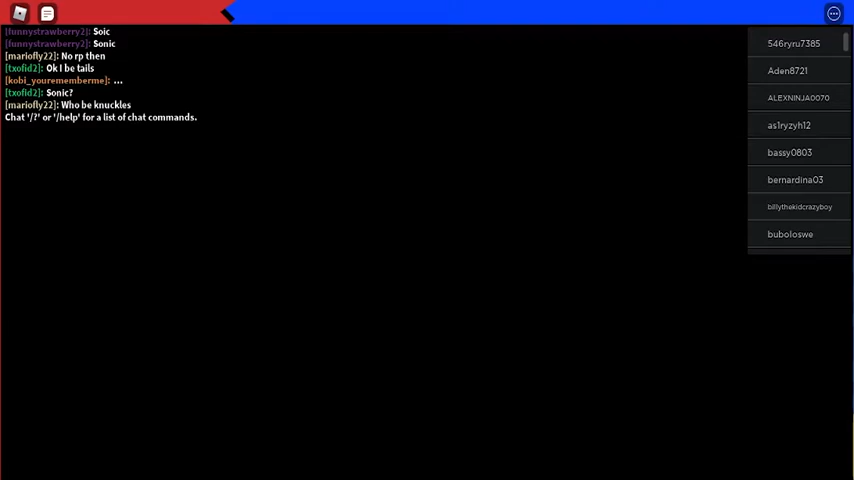 [funnystrawberry2]: Soic
[funnystrawberry2]: Sonic
[mariofly22]: No rp then
[txofid2]: Ok I be tails
[kobi_yourememberme]: ...
[txofid2]: Sonic?
[mariofly22]: Who be knuckles
Chat '/?' or '/help' for a list of chat commands.
546ryru7385
Aden8721
ALEXNINJA0070
as1ryzyh12
bassy0803
bernardina03
billythekidcrazyboy
buboloswe